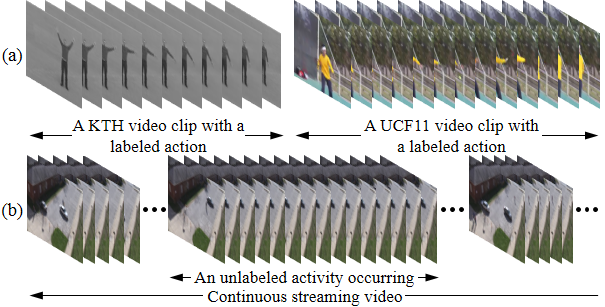 (a)
A KTH video clip with a
labeled action
A UCF11 video clip with
a labeled action
(b)
An unlabeled activity occurring
Continuous streaming video